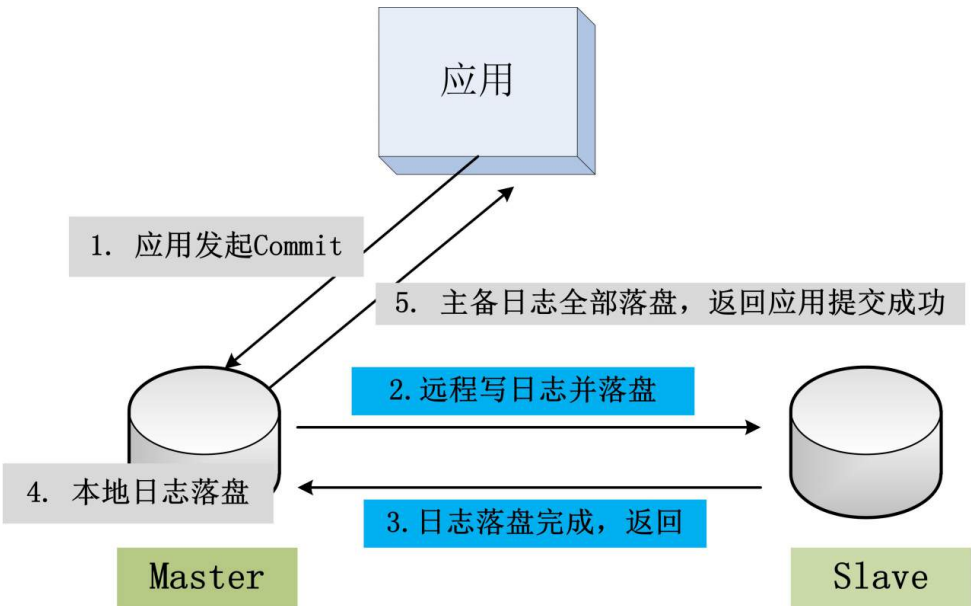 应用
1. 应用发起Commit
5. 主备日志全部落盘，返回应用提交成功
2.远程写日志并落盘
4. 本地日志落盘
3.日志落盘完成，返回
Master
Slave